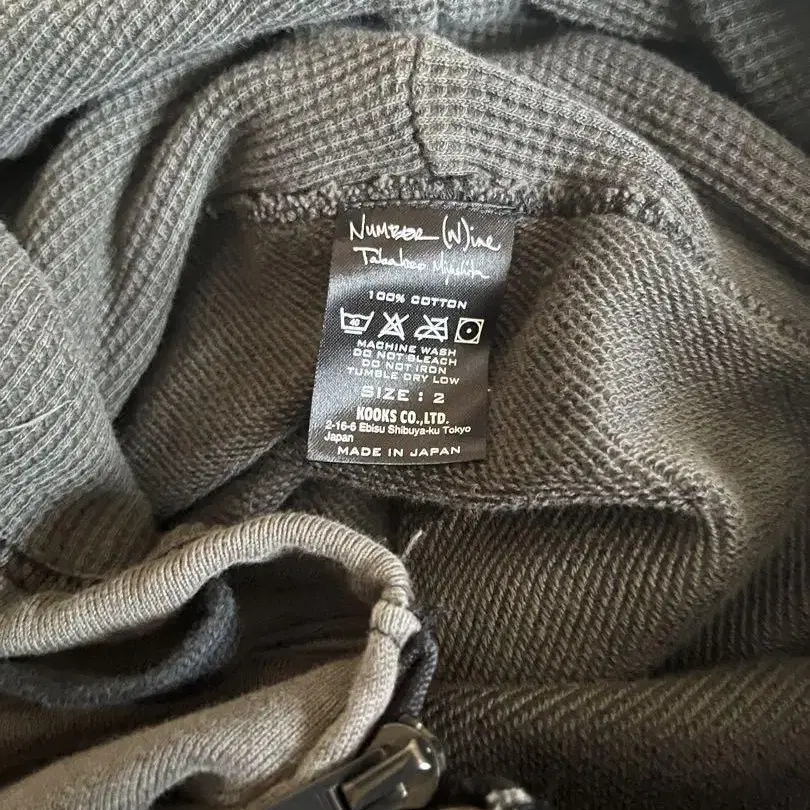 NUMBER (N)ine
Takahiro Miyashita
100% COTTON
40
MACHINE WASH
DO NOT BLEACH
DO NOT IRON
TUMBLE DRY LOW
SIZE : 2
KOOKS CO.,LTD.
2-16-6 Ebisu Shibuya-ku Tokyo
Japan
MADE IN JAPAN